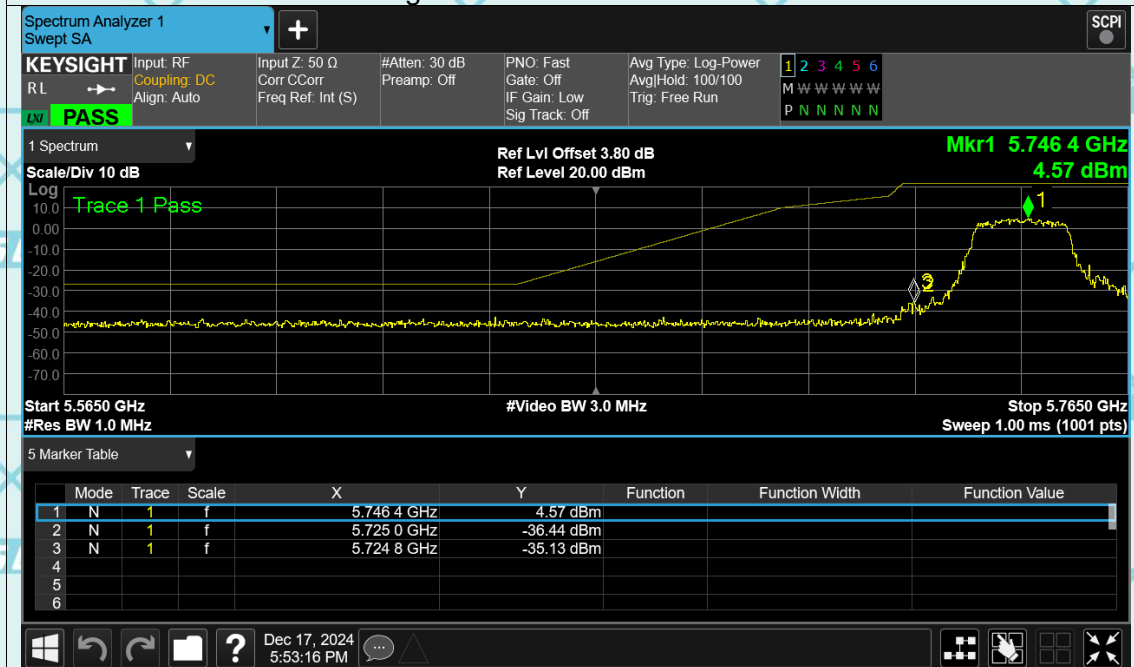 Spectrum Analyzer 1
Swept SA
+
SCPI
KEYSIGHT
RL
LXI PASS
Input: RF
Coupling: DC
Align: Auto
Input Z: 50 Ω
Corr CCorr
Freq Ref: Int (S)
#Atten: 30 dB
Preamp: Off
PNO: Fast
Gate: Off
IF Gain: Low
Sig Track: Off
Avg Type: Log-Power
Avg|Hold: 100/100
Trig: Free Run
1 2 3 4 5 6
M W W W W W
P N N N N N
1 Spectrum
Scale/Div 10 dB
Ref Lvl Offset 3.80 dB
Ref Level 20.00 dBm
Mkr1 5.746 4 GHz
4.57 dBm
Log
Trace 1 Pass
10.0
0.00
-10.0
-20.0
-30.0
-40.0
-50.0
-60.0
-70.0
1
2
Start 5.5650 GHz
#Video BW 3.0 MHz
Stop 5.7650 GHz
#Res BW 1.0 MHz
Sweep 1.00 ms (1001 pts)
5 Marker Table
Mode Trace Scale X Y Function Function Width Function Value
1 N 1 f 5.746 4 GHz 4.57 dBm
2 N 1 f 5.725 0 GHz -36.44 dBm
3 N 1 f 5.724 8 GHz -35.13 dBm
4
5
6
?
Dec 17, 2024
5:53:16 PM